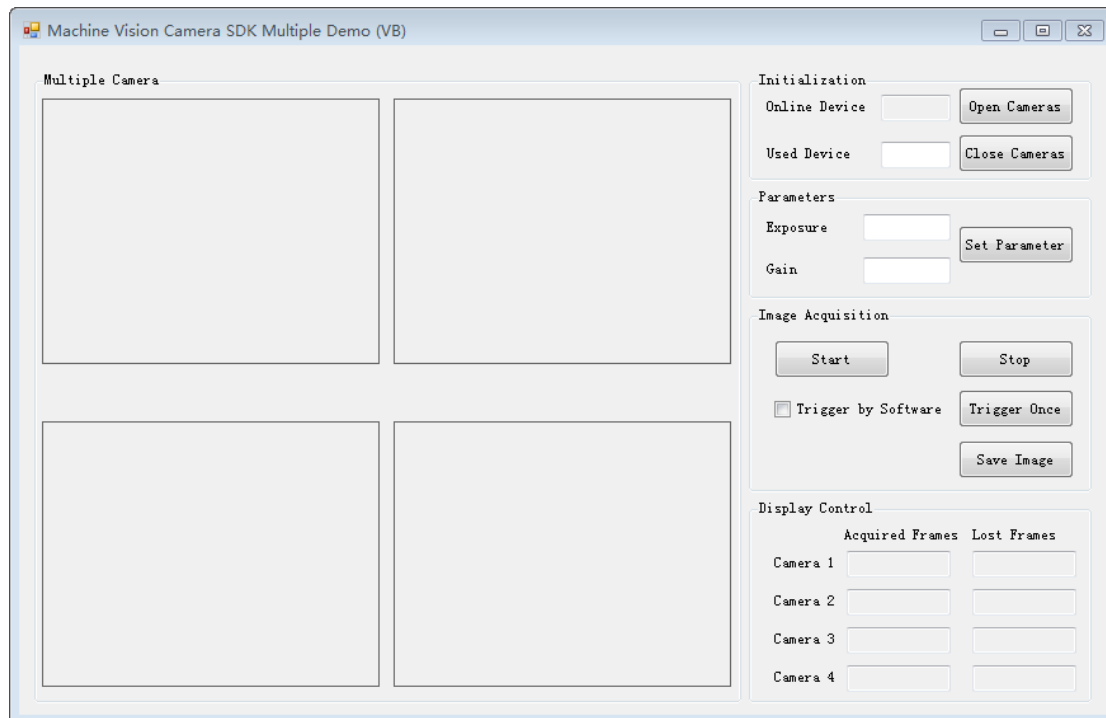 Machine Vision Camera SDK Multiple Demo (VB)
Multiple Camera
Initialization
Online Device
Open Cameras
Used Device
Close Cameras
Parameters
Exposure
Set Parameter
Gain
Image Acquisition
Start
Stop
Trigger by Software
Trigger Once
Save Image
Display Control
Acquired Frames
Lost Frames
Camera 1
Camera 2
Camera 3
Camera 4